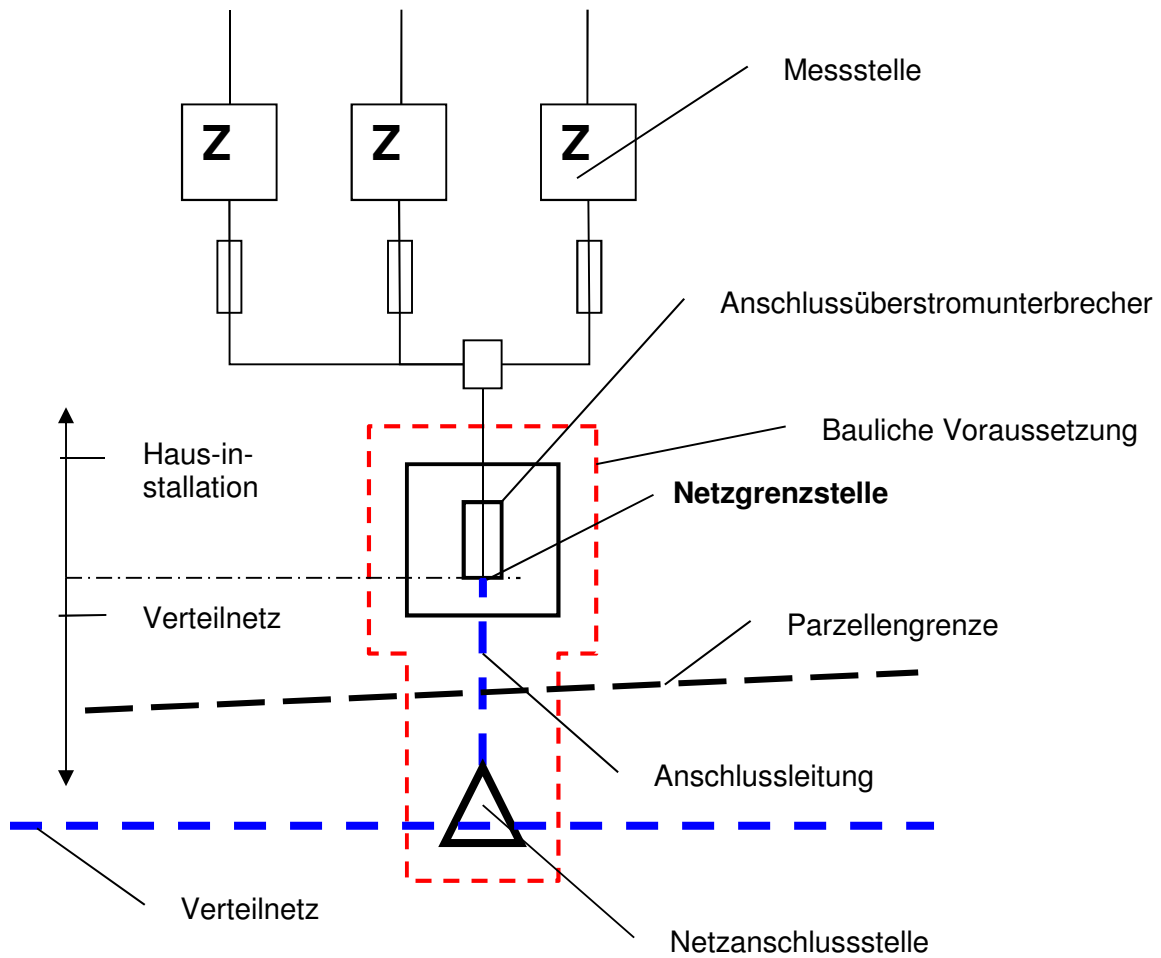 Messstelle
Z Z Z
Anschlussüberstromunterbrecher
Bauliche Voraussetzung
Haus-in-
stallation
Netzgrenzstelle
Verteilnetz
Parzellengrenze
Anschlussleitung
Verteilnetz
Netzanschlussstelle